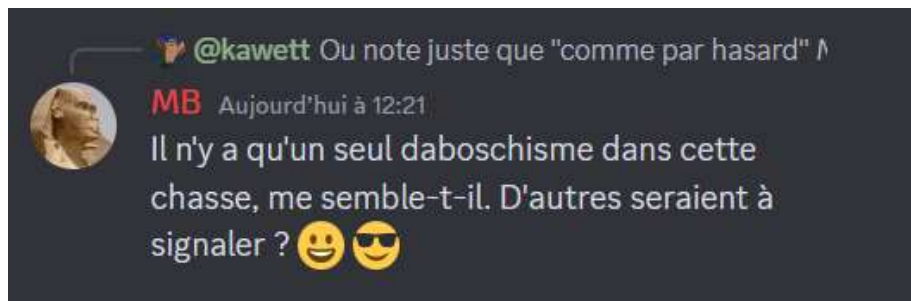 @kawett Ou note juste que "comme par hasard"
MB Aujourd'hui à 12:21
Il n'y a qu'un seul daboschisme dans cette
chasse, me semble-t-il. D'autres seraient à
signaler ? 😀 😎